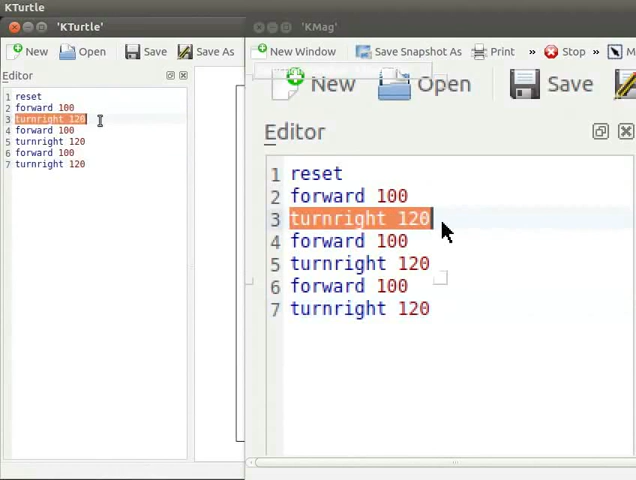 KTurtle
'KTurtle'
New Open Save Save As
Editor
1 reset
2 forward 100
3 turnright 120
4 forward 100
5 turnright 120
6 forward 100
7 turnright 120
'KMag'
New Window Save Snapshot As Print » Stop » M
New Open Save
Editor
1 reset
2 forward 100
3 turnright 120
4 forward 100
5 turnright 120
6 forward 100
7 turnright 120